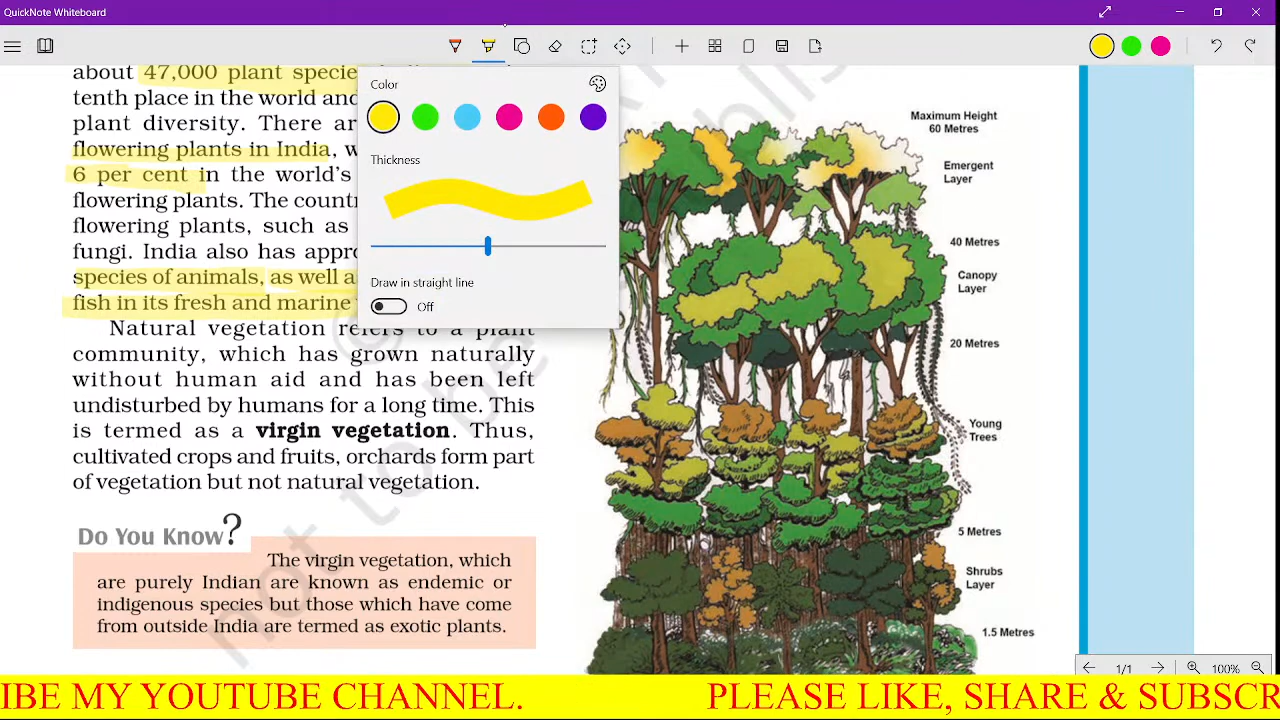 QuickNote Whiteboard
about 47,000 plant specie
tenth place in the world and
plant diversity. There ar
flowering plants in India, w
6 per cent in the world's
flowering plants. The countr
flowering plants, such as
fungi. India also has appro
species of animals, as well a
fish in its fresh and marine
Natural vegetation refers to a plant
community, which has grown naturally
without human aid and has been left
undisturbed by humans for a long time. This
is termed as a virgin vegetation. Thus,
cultivated crops and fruits, orchards form part
of vegetation but not natural vegetation.
Do You Know?
The virgin vegetation, which
are purely Indian are known as endemic or
indigenous species but those which have come
from outside India are termed as exotic plants.
Color
Thickness
Draw in straight line
Off
Maximum Height
60 Metres
Emergent
Layer
40 Metres
Canopy
Layer
20 Metres
Young
Trees
5 Metres
Shrubs
Layer
1.5 Metres
not to be
1/1
100%
IBE MY YOUTUBE CHANNEL. PLEASE LIKE, SHARE & SUBSCR